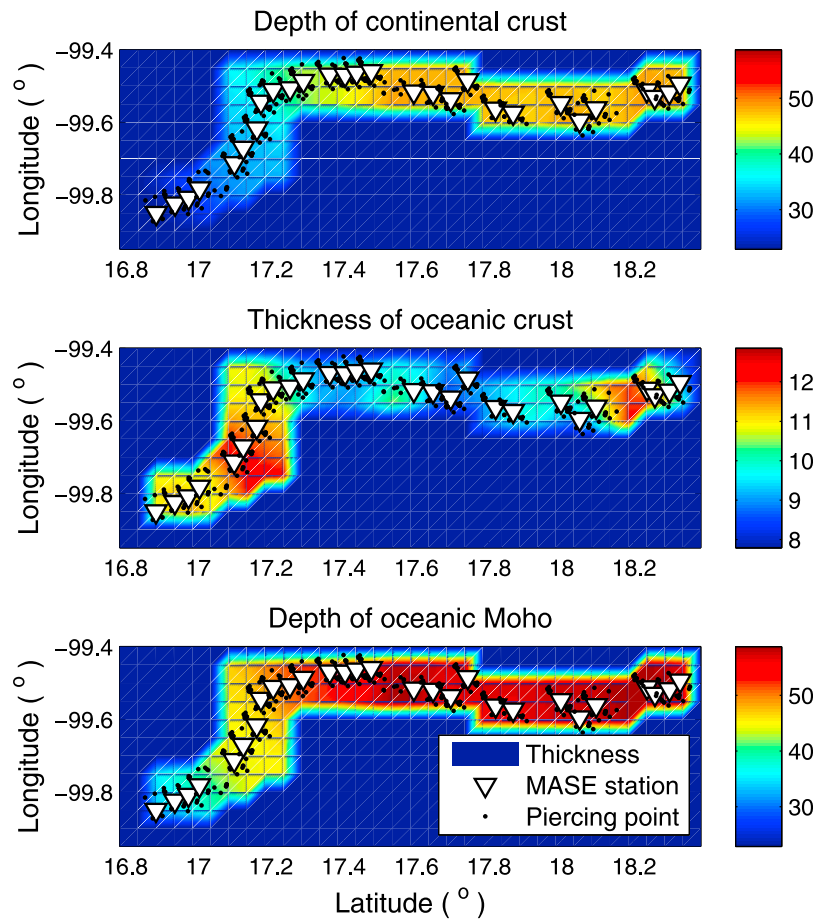 Depth of continental crust
Longitude ( o )
−99.4
−99.6
−99.8
16.8 17 17.2 17.4 17.6 17.8 18 18.2
50
40
30
Thickness of oceanic crust
Longitude ( o )
−99.4
−99.6
−99.8
16.8 17 17.2 17.4 17.6 17.8 18 18.2
12
11
10
9
8
Depth of oceanic Moho
Longitude ( o )
−99.4
−99.6
−99.8
Thickness
MASE station
Piercing point
16.8 17 17.2 17.4 17.6 17.8 18 18.2
Latitude ( o )
50
40
30